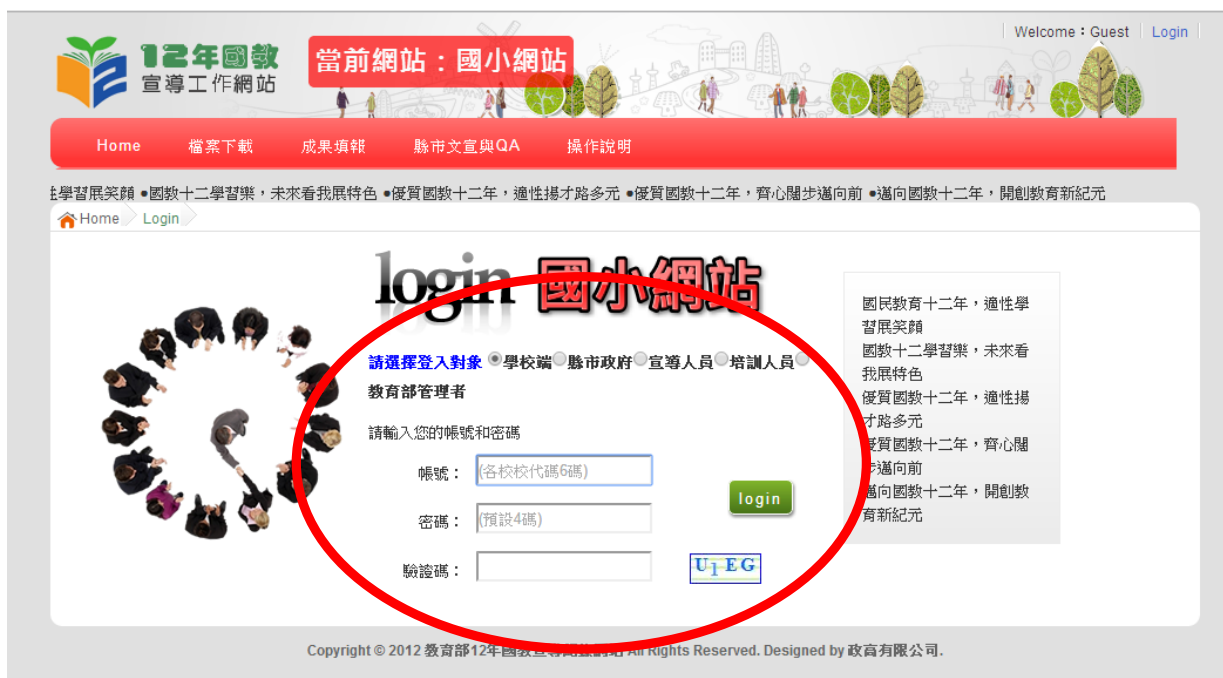 Welcome：Guest Login
12年國教
宣導工作網站
當前網站：國小網站
Home 檔案下載 成果填報 縣市文宣與QA 操作說明
學習展笑顏 ●國教十二學習樂，未來看我展特色 ●優質國教十二年，適性揚才路多元 ●優質國教十二年，齊心闊步邁向前 ●邁向國教十二年，開創教育新紀元
Home Login
login 國小網站
請選擇登入對象 學校端 縣市政府 宣導人員 培訓人員
教育部管理者
請輸入您的帳號和密碼
帳號： (各校校代碼6碼)
密碼： (預設4碼)
login
驗證碼：
U1EG
國民教育十二年，適性學
習展笑顏
國教十二學習樂，未來看
我展特色
優質國教十二年，適性揚
才路多元
優質國教十二年，齊心闊
步邁向前
邁向國教十二年，開創教
育新紀元
Copyright © 2012 教育部12年國教宣導 All Rights Reserved. Designed by 政高有限公司.